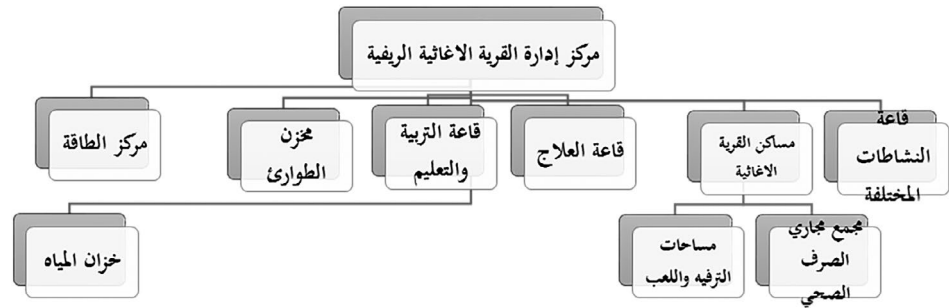 مركز إدارة القرية الاغاثية الريفية
قاعة
النشاطات
المختلفة
مساكن القرية
الاغاثية
قاعة العلاج
قاعة التربية
والتعليم
مخزن
الطوارئ
مركز الطاقة
مجمع مجاري
الصرف
الصحي
مساحات
الترفيه واللعب
خزان المياه